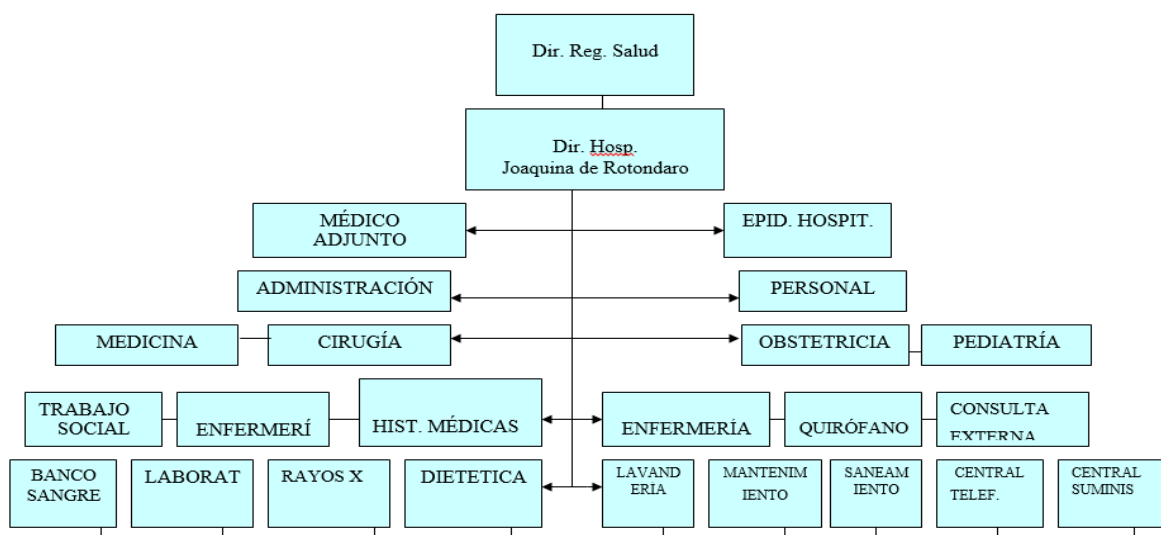 Dir. Reg. Salud
Dir. Hosp.
Joaquina de Rotondaro
MÉDICO
ADJUNTO
EPID. HOSPIT.
ADMINISTRACIÓN
PERSONAL
MEDICINA
CIRUGÍA
OBSTETRICIA
PEDIATRÍA
TRABAJO
SOCIAL
ENFERMERÍ
HIST. MÉDICAS
ENFERMERÍA
QUIRÓFANO
CONSULTA
EXTERNA
BANCO
SANGRE
LABORAT
RAYOS X
DIETETICA
LAVAND
ERIA
MANTENIM
IENTO
SANEAM
IENTO
CENTRAL
TELEF.
CENTRAL
SUMINIS